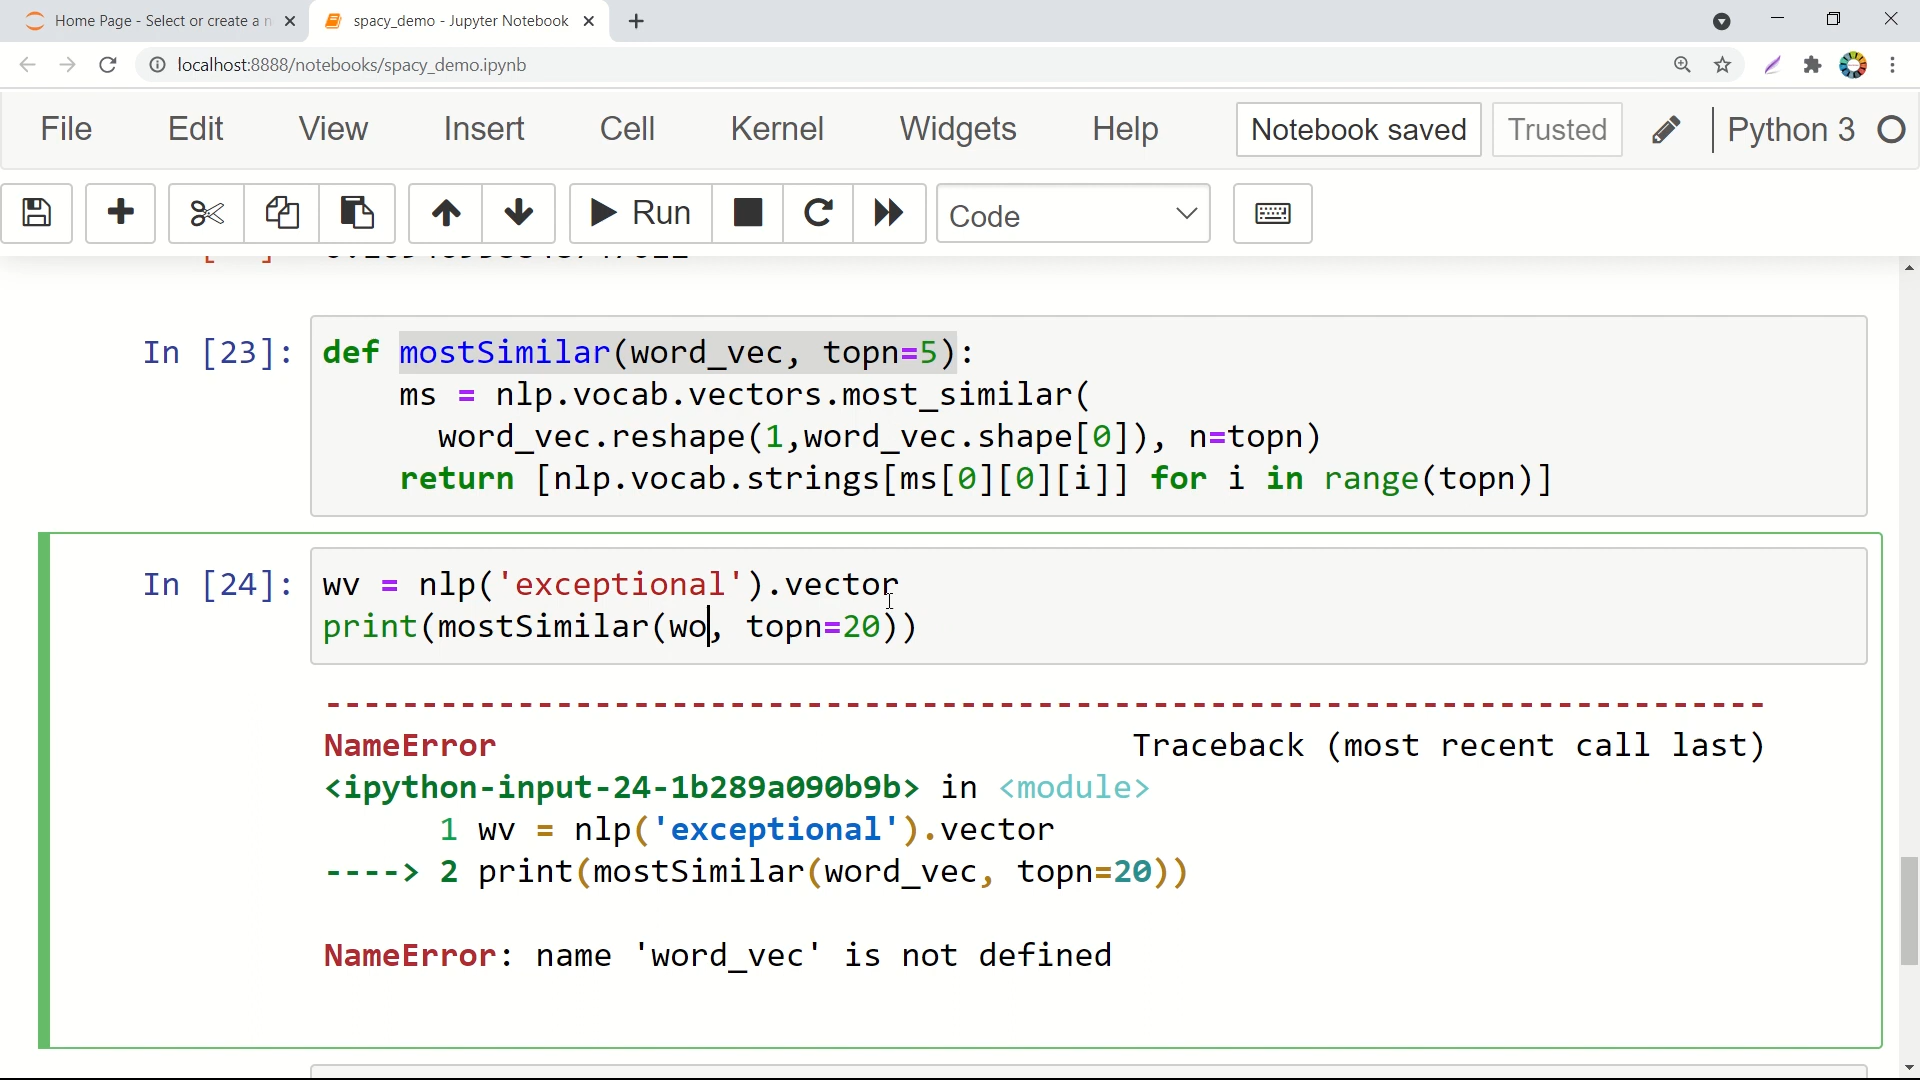 Home Page - Select or create a n
spacy_demo - Jupyter Notebook
localhost:8888/notebooks/spacy_demo.ipynb
File Edit View Insert Cell Kernel Widgets Help Notebook saved Trusted Python 3
Run Code
In [23]: def mostSimilar(word_vec, topn=5):
ms = nlp.vocab.vectors.most_similar(
word_vec.reshape(1,word_vec.shape[0]), n=topn)
return [nlp.vocab.strings[ms[0][0][i]] for i in range(topn)]
In [24]: wv = nlp('exceptional').vector
print(mostSimilar(wo, topn=20))
---------------------------------------------------------------------------
NameError Traceback (most recent call last)
<ipython-input-24-1b289a090b9b> in <module>
1 wv = nlp('exceptional').vector
----> 2 print(mostSimilar(word_vec, topn=20))
NameError: name 'word_vec' is not defined